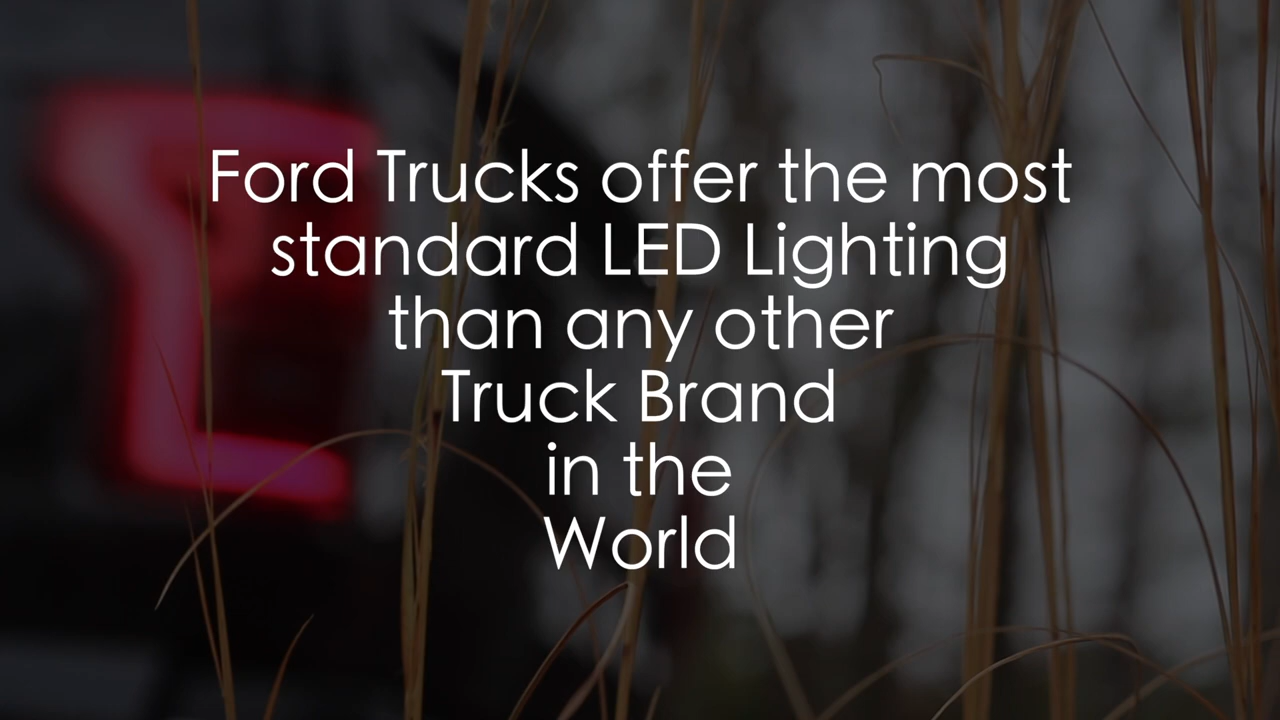 Ford Trucks offer the most
standard LED Lighting
than any other
Truck Brand
in the
World